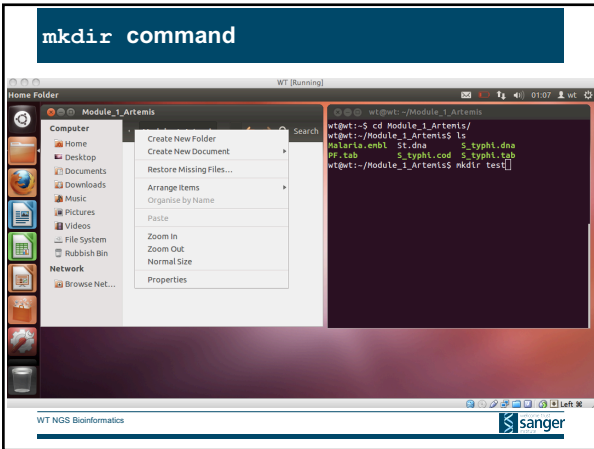 mkdir command
WT [Running]
Home Folder
01:07
wt
Module_1_Artemis
Computer
Home
Desktop
Documents
Downloads
Music
Pictures
Videos
File System
Rubbish Bin
Network
Browse Net...
Search
Create New Folder
Create New Document
Restore Missing Files...
Arrange Items
Organise by Name
Paste
Zoom In
Zoom Out
Normal Size
Properties
wt@wt: ~/Module_1_Artemis
wt@wt:~$ cd Module_1_Artemis/
wt@wt:~/Module_1_Artemis$ ls
Malaria.embl St.dna S_typhi.dna
PF.tab S_typhi.cod S_typhi.tab
wt@wt:~/Module_1_Artemis$ mkdir test
Left ⌘
WT NGS Bioinformatics
sanger